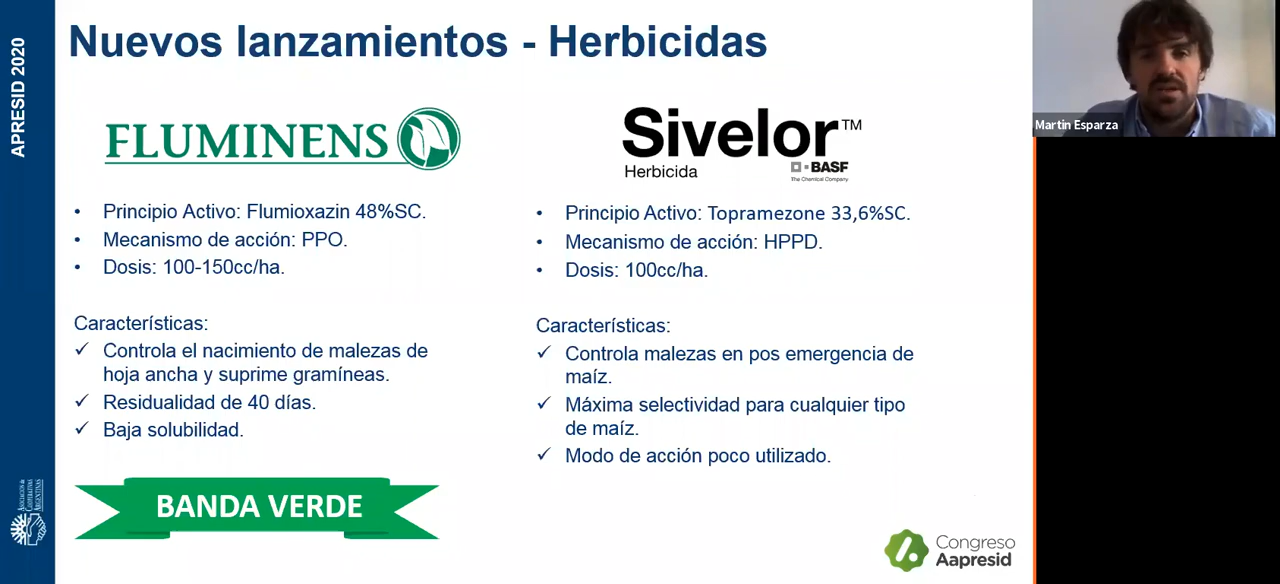 APRESID 2020
Nuevos lanzamientos - Herbicidas
FLUMINENS
• Principio Activo: Flumioxazin 48%SC.
• Mecanismo de acción: PPO.
• Dosis: 100-150cc/ha.
Características:
✓ Controla el nacimiento de malezas de
hoja ancha y suprime gramíneas.
✓ Residualidad de 40 días.
✓ Baja solubilidad.
BANDA VERDE
Sivelor™
Herbicida
BASF
The Chemical Company
• Principio Activo: Topramezone 33,6%SC.
• Mecanismo de acción: HPPD.
• Dosis: 100cc/ha.
Características:
✓ Controla malezas en pos emergencia de
maíz.
✓ Máxima selectividad para cualquier tipo
de maíz.
✓ Modo de acción poco utilizado.
Congreso
Aapresid
Martin Esparza
ASOCIACIÓN DE
COOPERATIVAS
ARGENTINAS